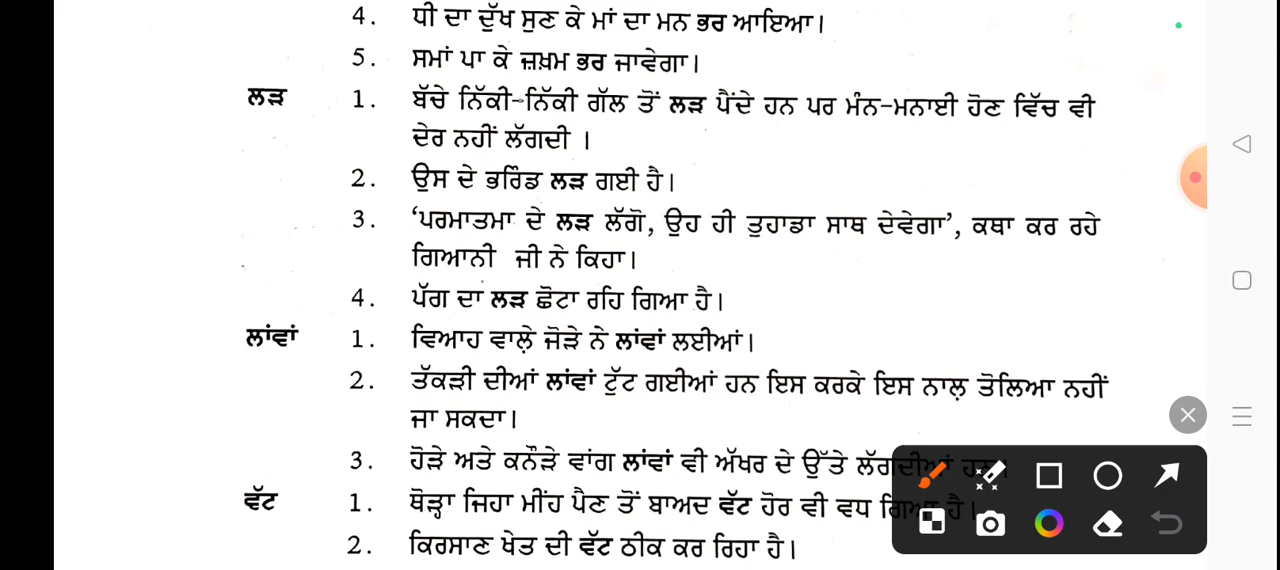 4. ਧੀ ਦਾ ਦੁੱਖ ਸੁਣ ਕੇ ਮਾਂ ਦਾ ਮਨ ਭਰ ਆਇਆ।
5. ਸਮਾਂ ਪਾ ਕੇ ਜ਼ਖ਼ਮ ਭਰ ਜਾਵੇਗਾ।
ਲੜ 1. ਬੱਚੇ ਨਿੱਕੀ-ਨਿੱਕੀ ਗੱਲ ਤੋਂ ਲੜ ਪੈਂਦੇ ਹਨ ਪਰ ਮੰਨ-ਮਨਾਈ ਹੋਣ ਵਿੱਚ ਵੀ
ਦੇਰ ਨਹੀਂ ਲੱਗਦੀ ।
2. ਉਸ ਦੇ ਭਰਿੰਡ ਲੜ ਗਈ ਹੈ।
3. ‘ਪਰਮਾਤਮਾ ਦੇ ਲੜ ਲੱਗੋ, ਉਹ ਹੀ ਤੁਹਾਡਾ ਸਾਥ ਦੇਵੇਗਾ’, ਕਥਾ ਕਰ ਰਹੇ
ਗਿਆਨੀ ਜੀ ਨੇ ਕਿਹਾ।
4. ਪੱਗ ਦਾ ਲੜ ਛੋਟਾ ਰਹਿ ਗਿਆ ਹੈ।
ਲਾਂਵਾਂ 1. ਵਿਆਹ ਵਾਲ਼ੇ ਜੋੜੇ ਨੇ ਲਾਂਵਾਂ ਲਈਆਂ।
2. ਤੱਕੜੀ ਦੀਆਂ ਲਾਂਵਾਂ ਟੁੱਟ ਗਈਆਂ ਹਨ ਇਸ ਕਰਕੇ ਇਸ ਨਾਲ਼ ਤੋਲਿਆ ਨਹੀਂ
ਜਾ ਸਕਦਾ।
3. ਹੋੜੇ ਅਤੇ ਕਨੌੜੇ ਵਾਂਗ ਲਾਂਵਾਂ ਵੀ ਅੱਖਰ ਦੇ ਉੱਤੇ ਲੱਗਦੀਆਂ ਹਨ।
ਵੱਟ 1. ਥੋੜ੍ਹਾ ਜਿਹਾ ਮੀਂਹ ਪੈਣ ਤੋਂ ਬਾਅਦ ਵੱਟ ਹੋਰ ਵੀ ਵਧ ਗਿਆ ਹੈ।
2. ਕਿਰਸਾਣ ਖੇਤ ਦੀ ਵੱਟ ਠੀਕ ਕਰ ਰਿਹਾ ਹੈ।